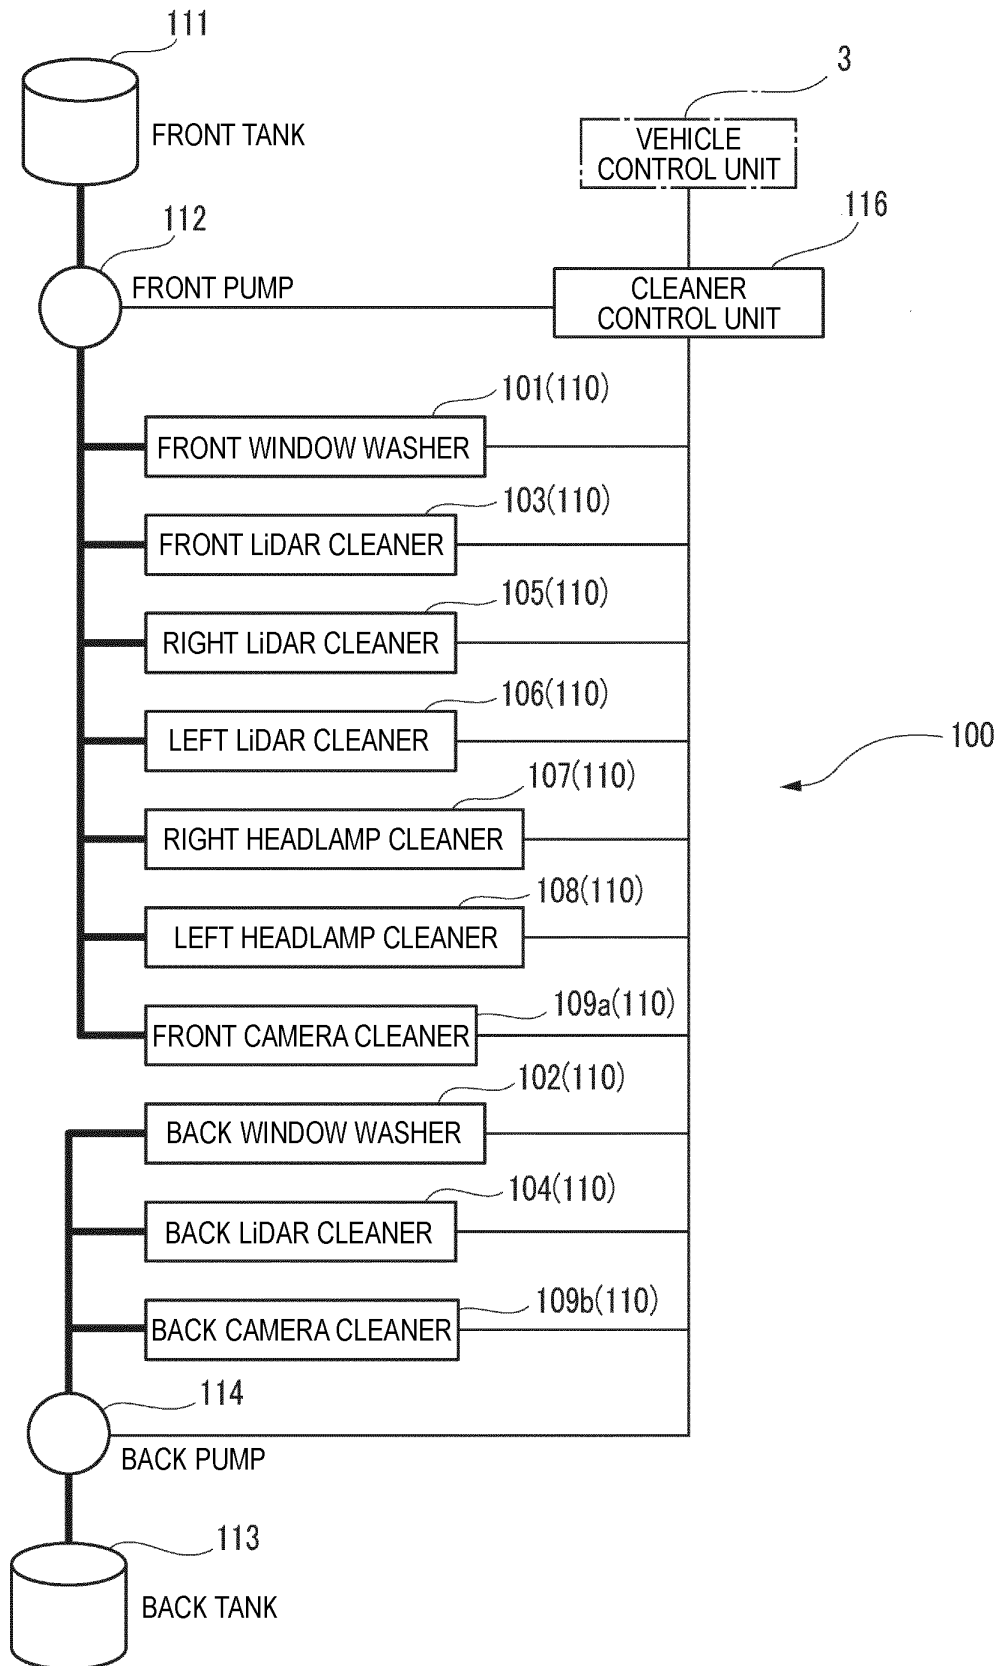 111
FRONT TANK
3
VEHICLE
CONTROL UNIT
112
116
FRONT PUMP
CLEANER
CONTROL UNIT
101(110)
FRONT WINDOW WASHER
103(110)
FRONT LiDAR CLEANER
105(110)
RIGHT LiDAR CLEANER
106(110)
LEFT LiDAR CLEANER
100
107(110)
RIGHT HEADLAMP CLEANER
108(110)
LEFT HEADLAMP CLEANER
109a(110)
FRONT CAMERA CLEANER
102(110)
BACK WINDOW WASHER
104(110)
BACK LiDAR CLEANER
109b(110)
BACK CAMERA CLEANER
114
BACK PUMP
113
BACK TANK